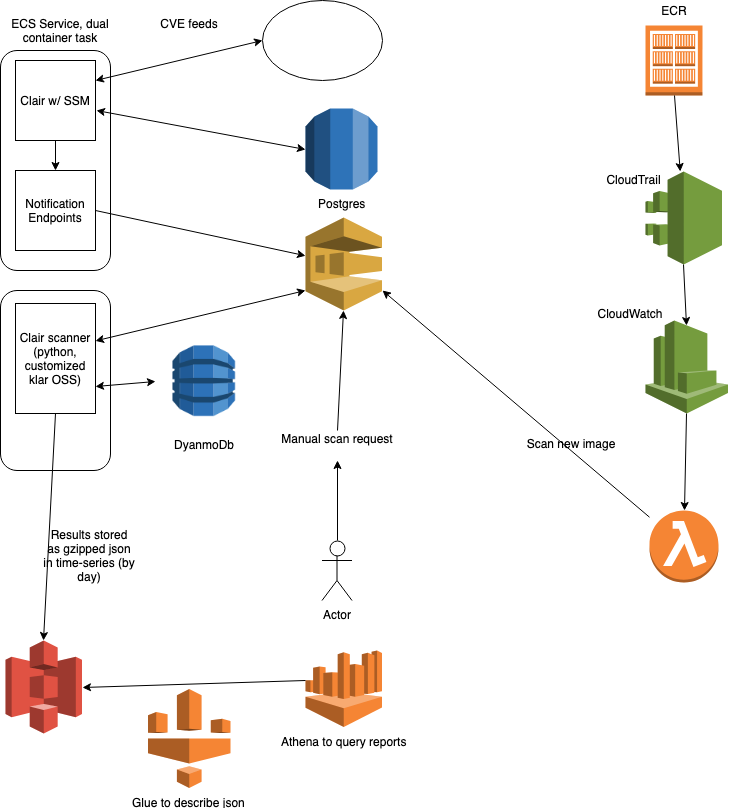 ECS Service, dual
container task
CVE feeds
ECR
Clair w/ SSM
CloudTrail
Notification
Endpoints
Postgres
CloudWatch
Clair scanner
(python,
customized
klar OSS)
DyanmoDb
Manual scan request
Scan new image
Results stored
as gzipped json
in time-series (by
day)
Actor
Athena to query reports
Glue to describe json